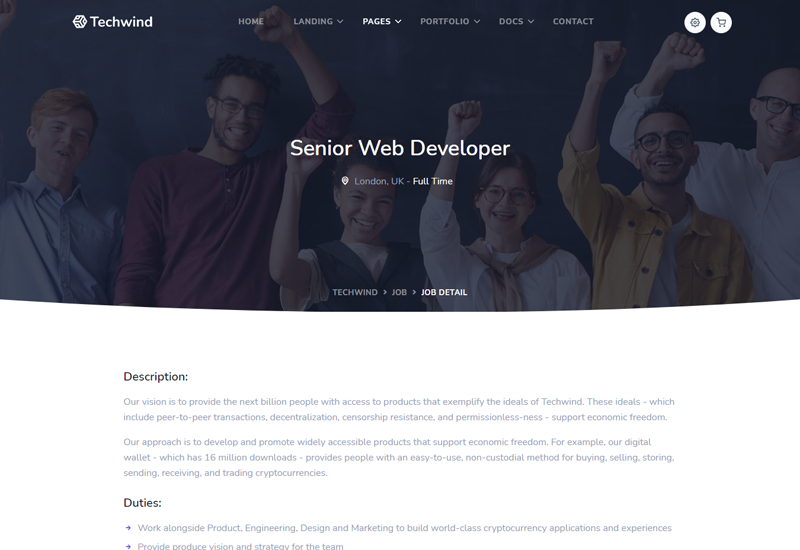 Techwind
HOME LANDING PAGES PORTFOLIO DOCS CONTACT
Senior Web Developer
London, UK - Full Time
TECHWIND > JOB > JOB DETAIL
Description:
Our vision is to provide the next billion people with access to products that exemplify the ideals of Techwind. These ideals - which
include peer-to-peer transactions, decentralization, censorship resistance, and permissionless-ness - support economic freedom.
Our approach is to develop and promote widely accessible products that support economic freedom. For example, our digital
wallet - which has 16 million downloads - provides people with an easy-to-use, non-custodial method for buying, selling, storing,
sending, receiving, and trading cryptocurrencies.
Duties:
Work alongside Product, Engineering, Design and Marketing to build world-class cryptocurrency applications and experiences
Provide produce vision and strategy for the team